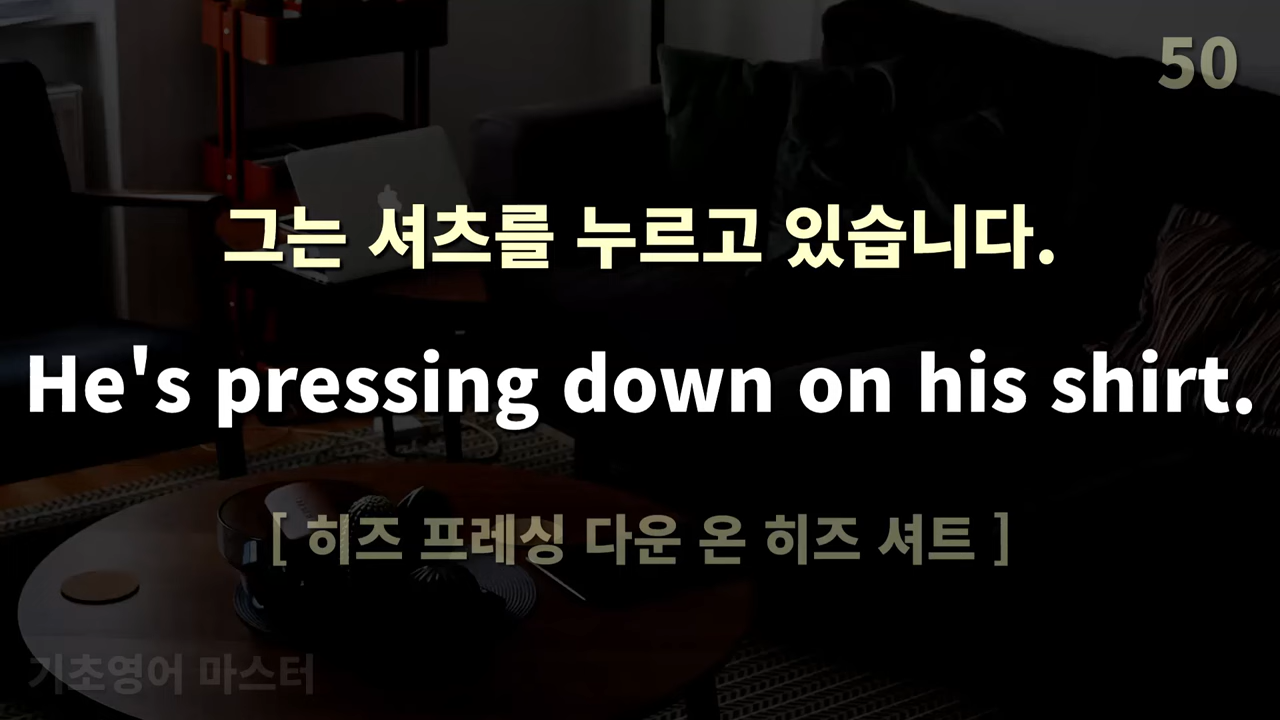 50
그는 셔츠를 누르고 있습니다.
He's pressing down on his shirt.
[ 히즈 프레싱 다운 온 히즈 셔트 ]
기초영어 마스터